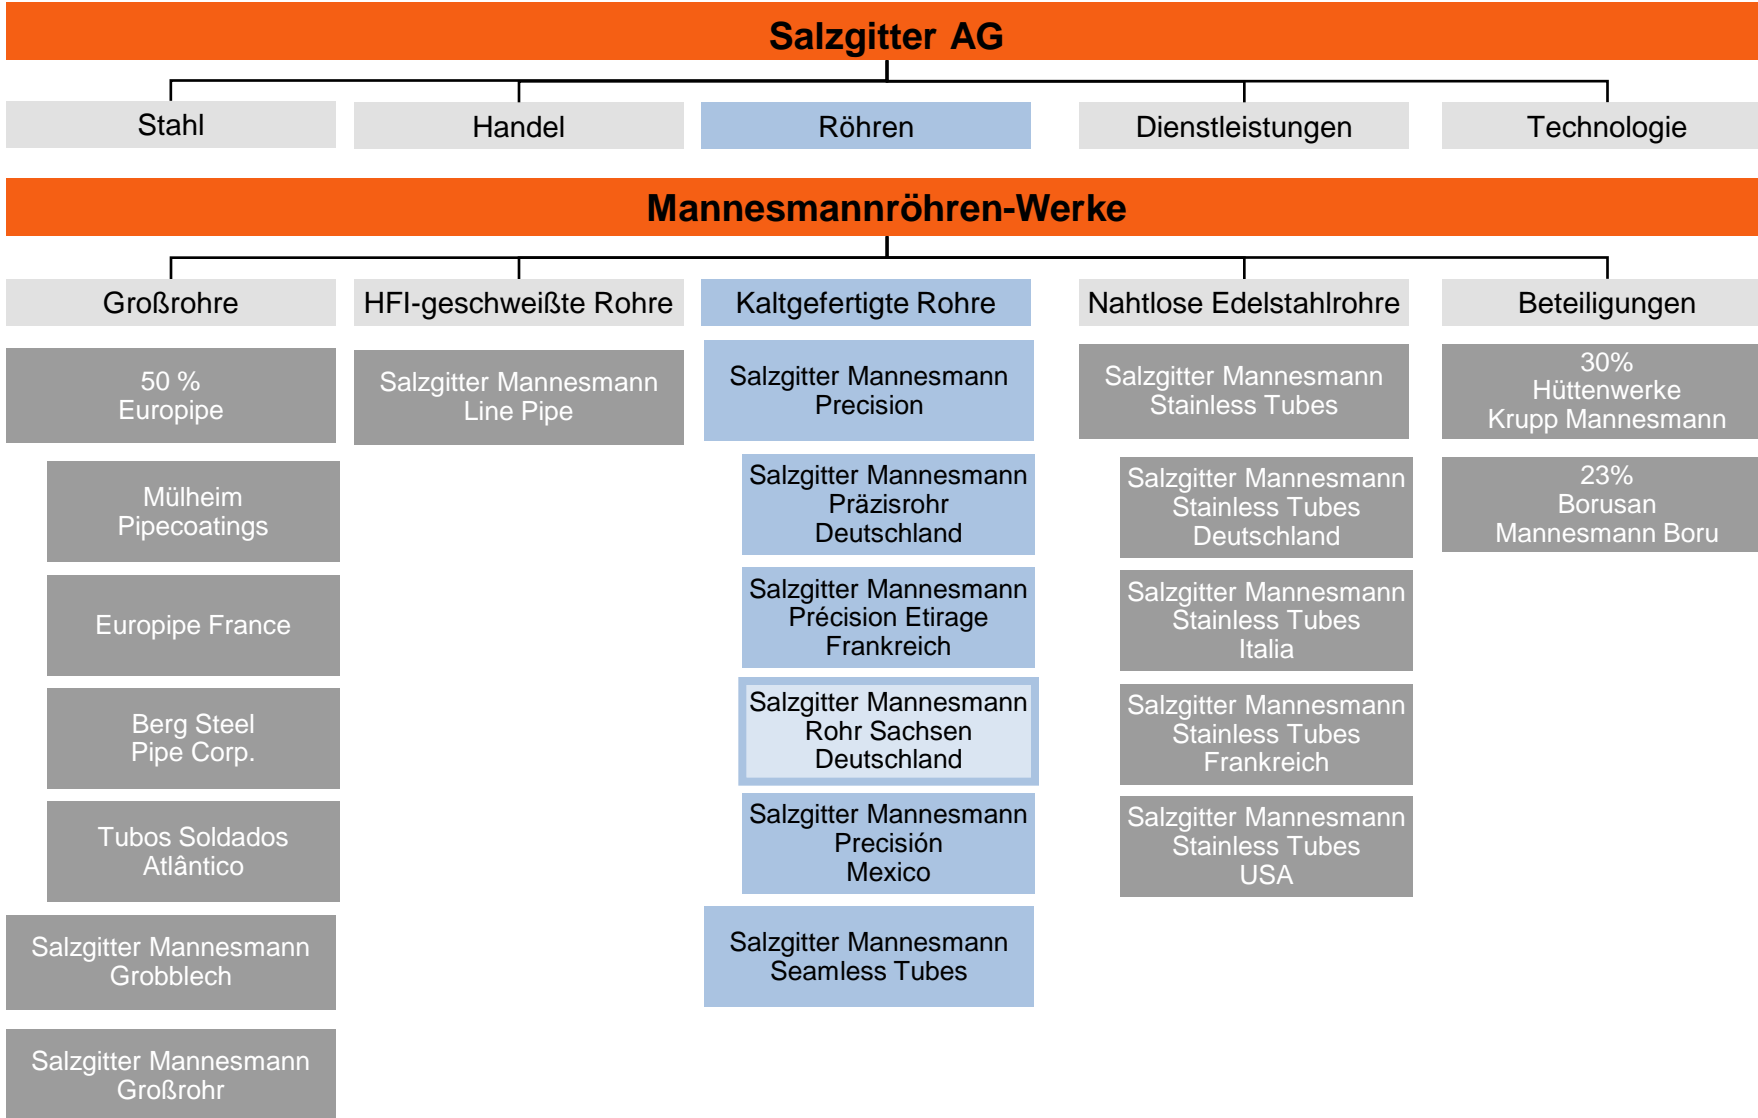 Salzgitter AG
Stahl
Handel
Röhren
Dienstleistungen
Technologie
Mannesmannröhren-Werke
Großrohre
HFI-geschweißte Rohre
Kaltgefertigte Rohre
Nahtlose Edelstahlrohre
Beteiligungen
50 %
Europipe
Mülheim
Pipecoatings
Europipe France
Berg Steel
Pipe Corp.
Tubos Soldados
Atlântico
Salzgitter Mannesmann
Grobblech
Salzgitter Mannesmann
Großrohr
Salzgitter Mannesmann
Line Pipe
Salzgitter Mannesmann
Precision
Salzgitter Mannesmann
Präzisrohr
Deutschland
Salzgitter Mannesmann
Précision Etirage
Frankreich
Salzgitter Mannesmann
Rohr Sachsen
Deutschland
Salzgitter Mannesmann
Precisión
Mexico
Salzgitter Mannesmann
Seamless Tubes
Salzgitter Mannesmann
Stainless Tubes
Salzgitter Mannesmann
Stainless Tubes
Deutschland
Salzgitter Mannesmann
Stainless Tubes
Italia
Salzgitter Mannesmann
Stainless Tubes
Frankreich
Salzgitter Mannesmann
Stainless Tubes
USA
30%
Hüttenwerke
Krupp Mannesmann
23%
Borusan
Mannesmann Boru